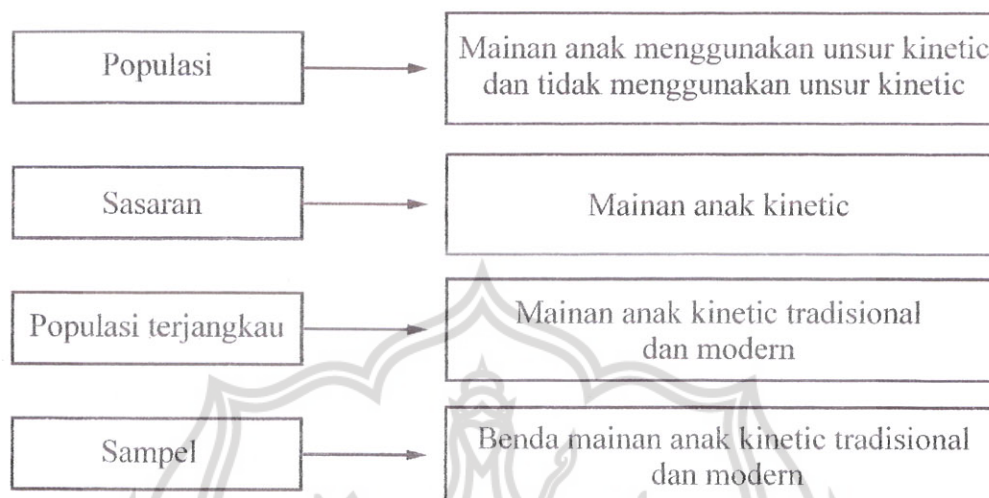 Populasi
Mainan anak menggunakan unsur kinetic
dan tidak menggunakan unsur kinetic
Sasaran
Mainan anak kinetic
Populasi terjangkau
Mainan anak kinetic tradisional
dan modern
Sampel
Benda mainan anak kinetic tradisional
dan modern